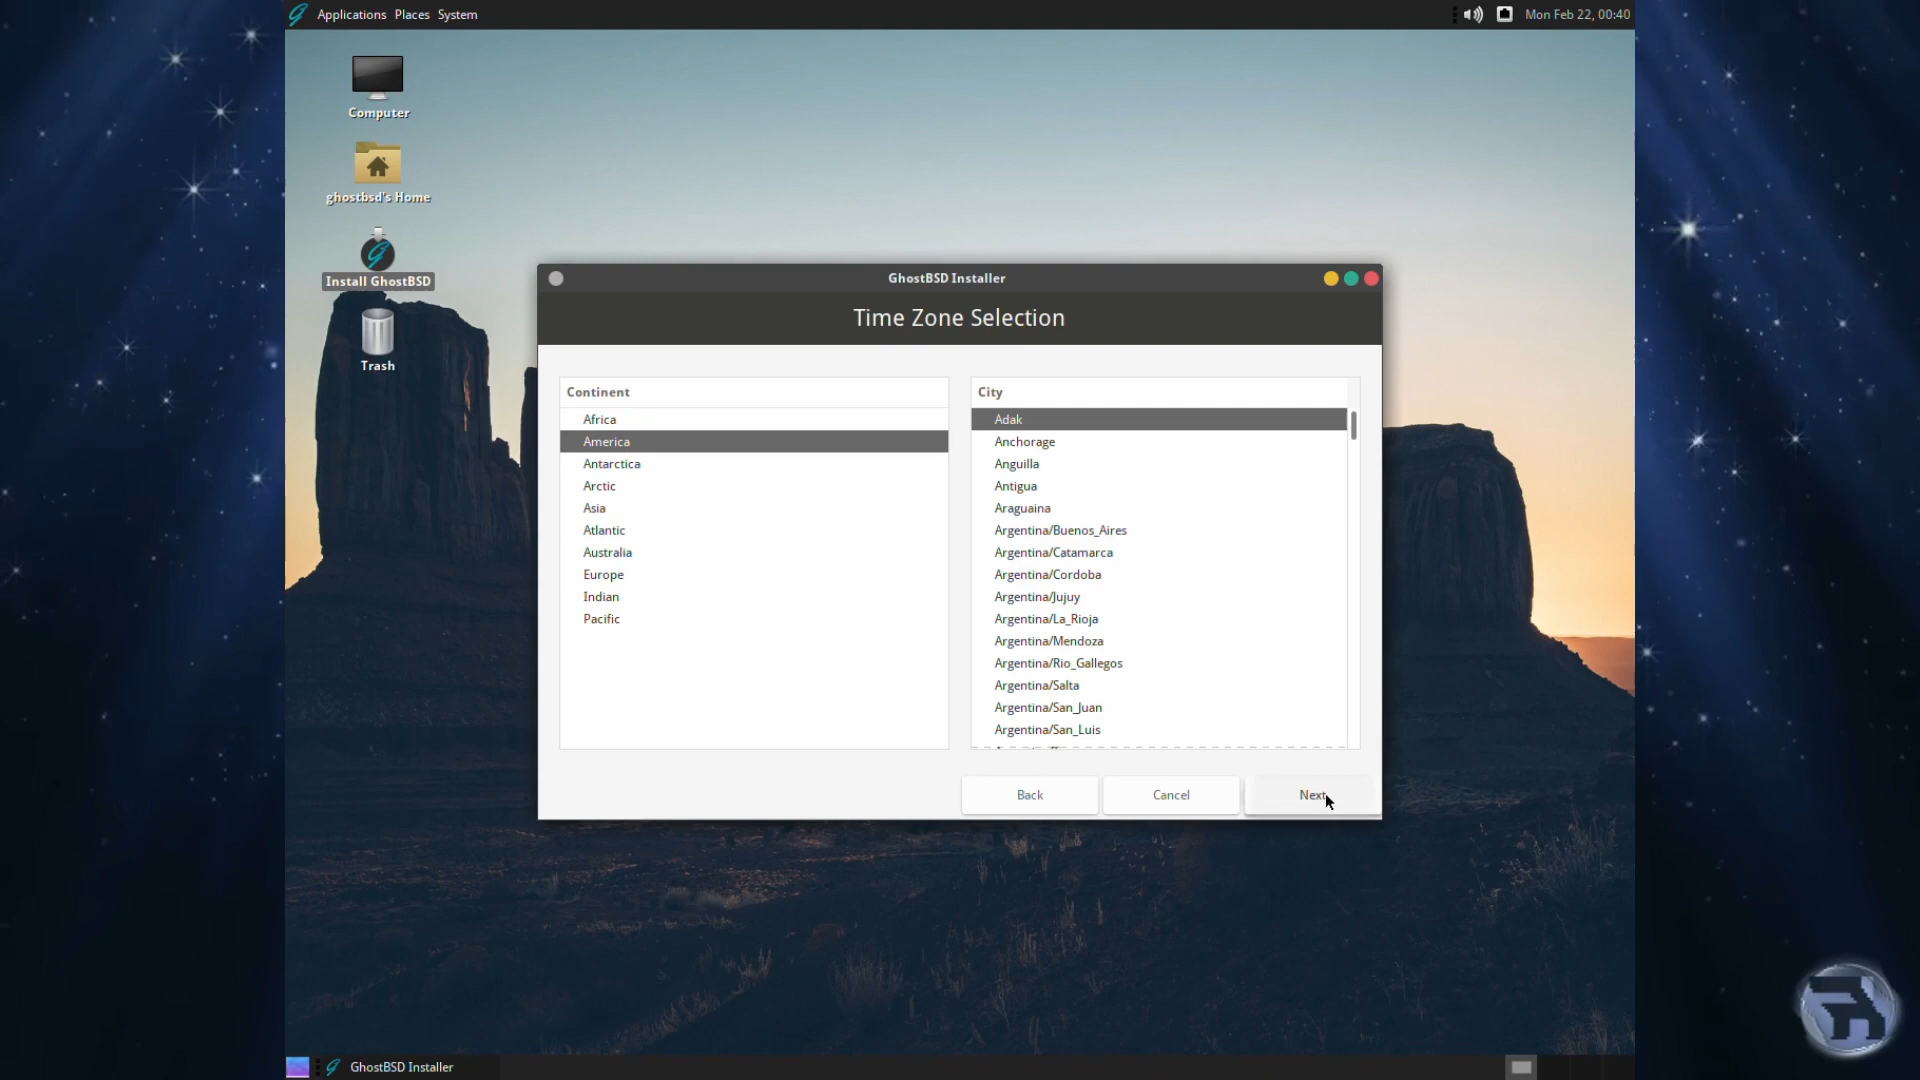 Applications Places System
Mon Feb 22, 00:40
Computer
ghostbsd's Home
Install GhostBSD
Trash
GhostBSD Installer
Time Zone Selection
Continent
Africa
America
Antarctica
Arctic
Asia
Atlantic
Australia
Europe
Indian
Pacific
City
Adak
Anchorage
Anguilla
Antigua
Araguaina
Argentina/Buenos_Aires
Argentina/Catamarca
Argentina/Cordoba
Argentina/Jujuy
Argentina/La_Rioja
Argentina/Mendoza
Argentina/Rio_Gallegos
Argentina/Salta
Argentina/San_Juan
Argentina/San_Luis
Back
Cancel
Next
GhostBSD Installer